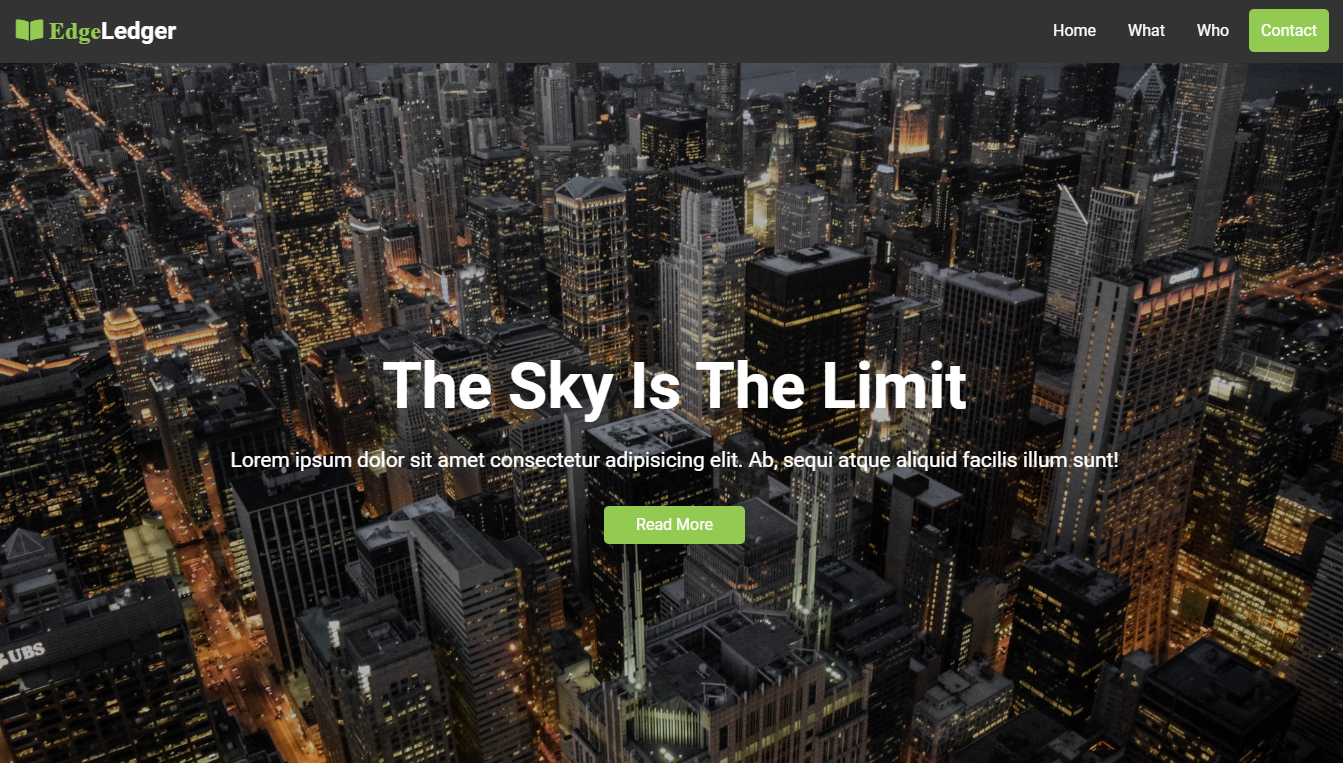 EdgeLedger
Home What Who Contact
The Sky Is The Limit
Lorem ipsum dolor sit amet consectetur adipisicing elit. Ab, sequi atque aliquid facilis illum sunt!
Read More
UBS